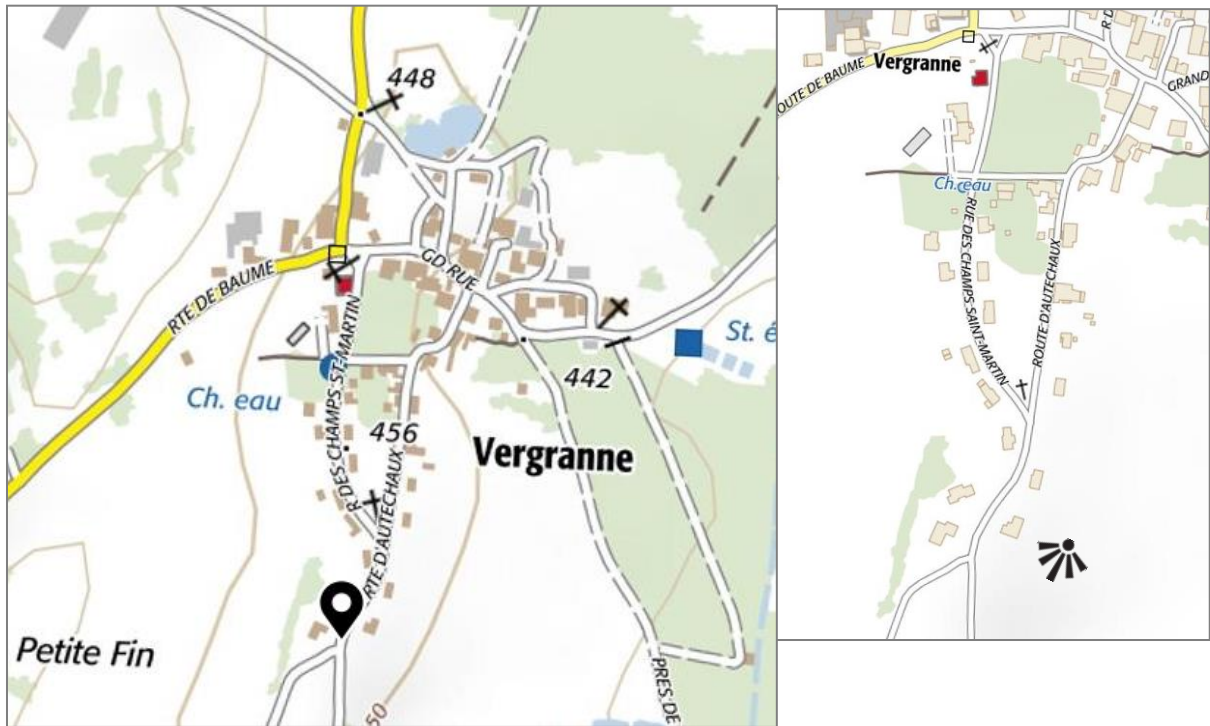 448
RTE DE BAUME
GD RUE
R DES CHAMPS ST-MARTIN
St. é
Ch. eau
442
456
Vergranne
RTE D'AUTECHAUX
Petite Fin
PRES DE
50
R D
OUTE DE BAUME
Vergranne
GRAND
Ch. eau
RUE DES CHAMPS SAINT-MARTIN
ROUTE D'AUTECHAUX